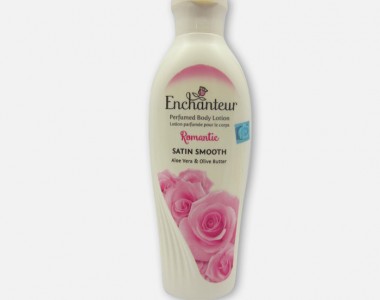 Enchanteur
Perfumed Body Lotion
Lotion parfumée pour le corps
Romantic
SATIN SMOOTH
Aloe Vera & Olive Butter